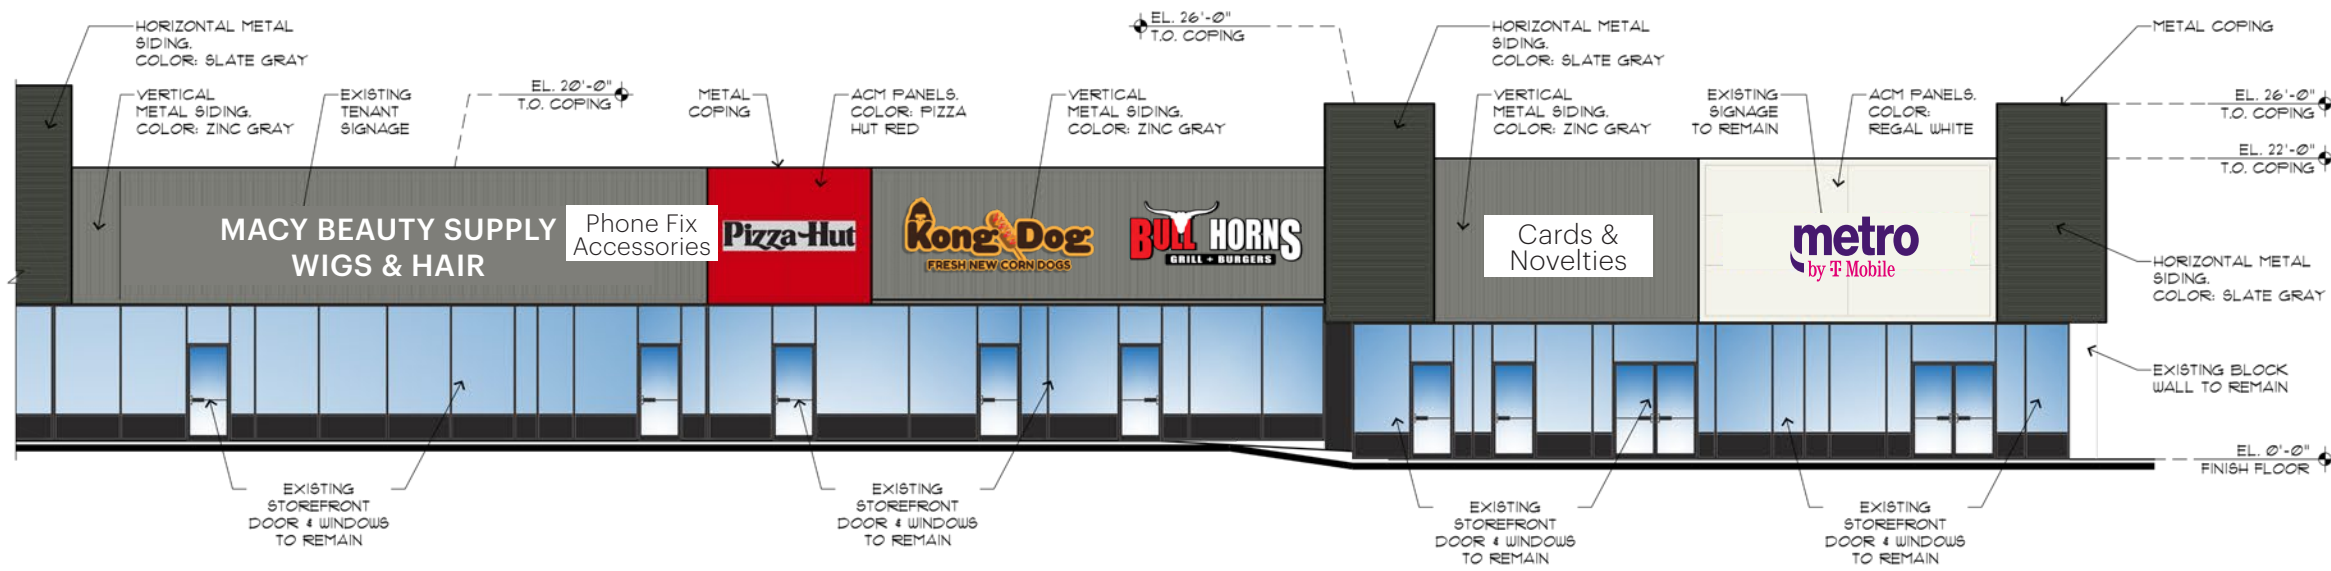 HORIZONTAL METAL
SIDING.
COLOR: SLATE GRAY
EL. 26'-0"
T.O. COPING
HORIZONTAL METAL
SIDING.
COLOR: SLATE GRAY
METAL COPING
VERTICAL
METAL SIDING.
COLOR: ZINC GRAY
EXISTING
TENANT
SIGNAGE
EL. 20'-0"
T.O. COPING
METAL
COPING
ACM PANELS.
COLOR: PIZZA
HUT RED
VERTICAL
METAL SIDING.
COLOR: ZINC GRAY
VERTICAL
METAL SIDING.
COLOR: ZINC GRAY
EXISTING
SIGNAGE
TO REMAIN
ACM PANELS.
COLOR:
REGAL WHITE
EL. 26'-0"
T.O. COPING
EL. 22'-0"
T.O. COPING
MACY BEAUTY SUPPLY
WIGS & HAIR
Phone Fix
Accessories
Pizza Hut
Kong Dog
FRESH NEW CORN DOGS
BULL HORNS
GRILL + BURGERS
Cards &
Novelties
metro
by T Mobile
HORIZONTAL METAL
SIDING.
COLOR: SLATE GRAY
EXISTING BLOCK
WALL TO REMAIN
EL. 0'-0"
FINISH FLOOR
EXISTING
STOREFRONT
DOOR & WINDOWS
TO REMAIN
EXISTING
STOREFRONT
DOOR & WINDOWS
TO REMAIN
EXISTING
STOREFRONT
DOOR & WINDOWS
TO REMAIN
EXISTING
STOREFRONT
DOOR & WINDOWS
TO REMAIN